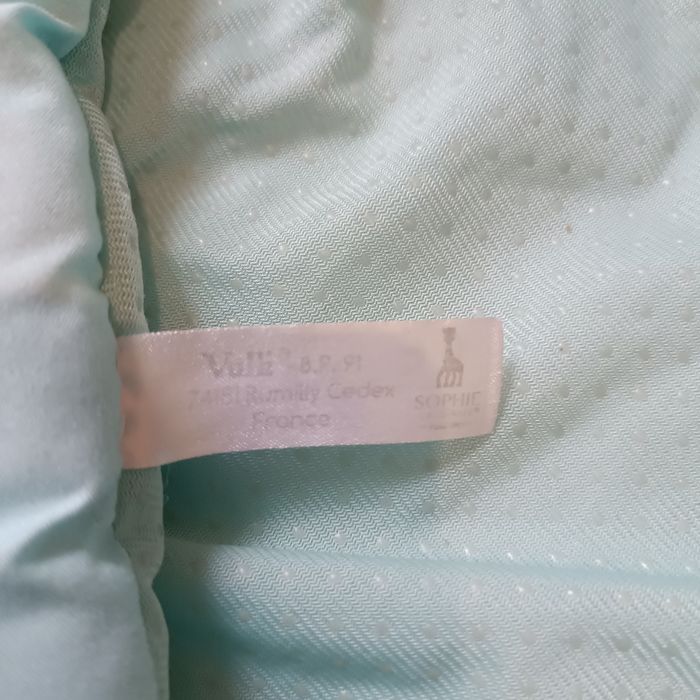 Vulli® B.P. 91
74151 Rumilly Cedex
France
SOPHIE